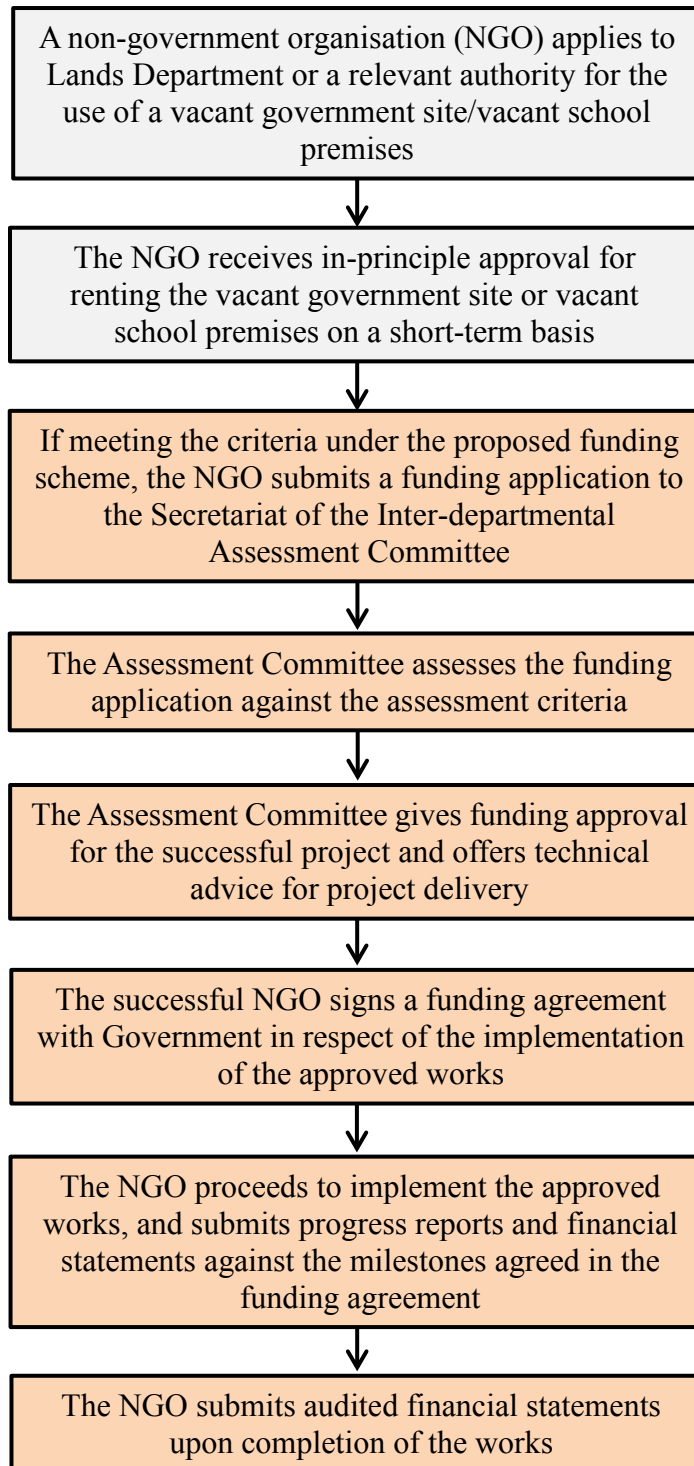 A non-government organisation (NGO) applies to
Lands Department or a relevant authority for the
use of a vacant government site/vacant school
premises
The NGO receives in-principle approval for
renting the vacant government site or vacant
school premises on a short-term basis
If meeting the criteria under the proposed funding
scheme, the NGO submits a funding application to
the Secretariat of the Inter-departmental
Assessment Committee
The Assessment Committee assesses the funding
application against the assessment criteria
The Assessment Committee gives funding approval
for the successful project and offers technical
advice for project delivery
The successful NGO signs a funding agreement
with Government in respect of the implementation
of the approved works
The NGO proceeds to implement the approved
works, and submits progress reports and financial
statements against the milestones agreed in the
funding agreement
The NGO submits audited financial statements
upon completion of the works